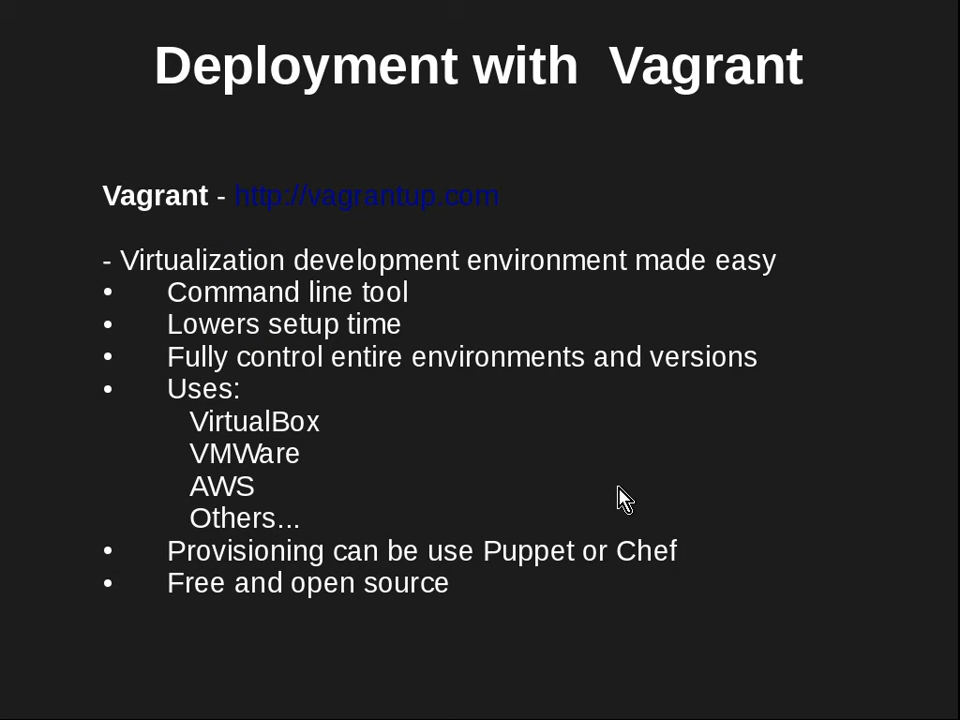 Deployment with  Vagrant
Vagrant - http://vagrantup.com
- Virtualization development environment made easy
• Command line tool
• Lowers setup time
• Fully control entire environments and versions
• Uses:
VirtualBox
VMWare
AWS
Others...
• Provisioning can be use Puppet or Chef
• Free and open source